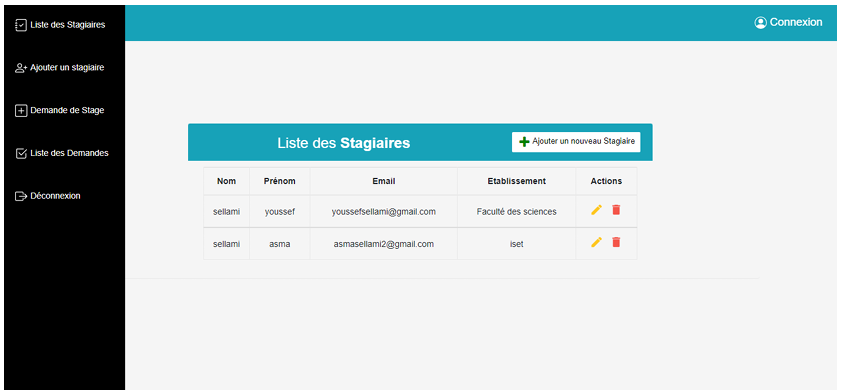 Liste des Stagiaires
Ajouter un stagiaire
Demande de Stage
Liste des Demandes
Déconnexion
Connexion
Liste des Stagiaires
Ajouter un nouveau Stagiaire
Nom Prénom Email Etablissement Actions
sellami youssef youssefsellami@gmail.com Faculté des sciences
sellami asma asmasellami2@gmail.com iset